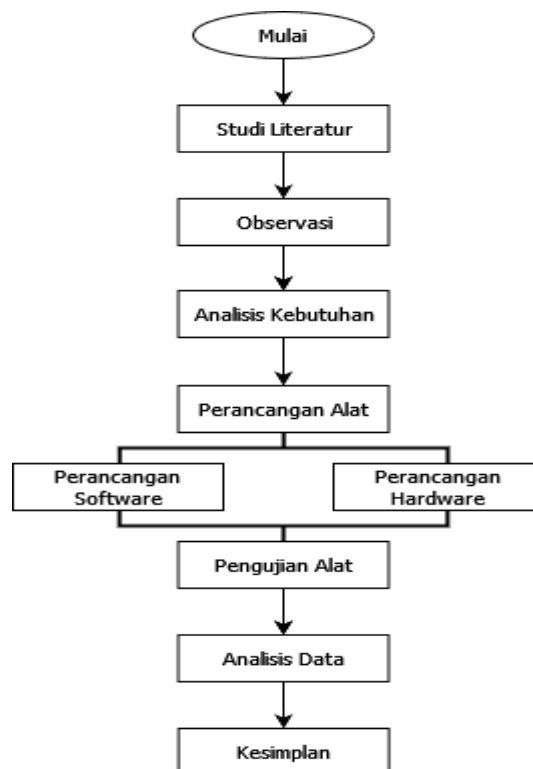 Mulai
Studi Literatur
Observasi
Analisis Kebutuhan
Perancangan Alat
Perancangan
Software
Perancangan
Hardware
Pengujian Alat
Analisis Data
Kesimplan